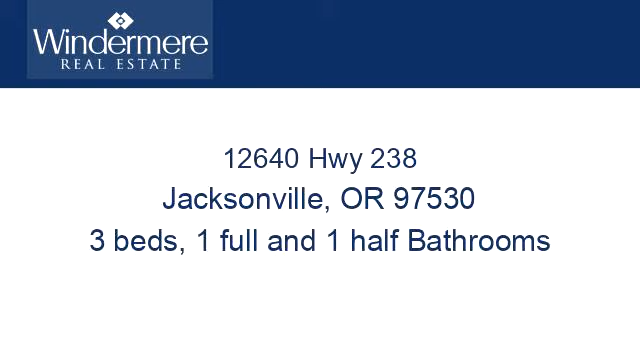 Windermere
REAL ESTATE
12640 Hwy 238
Jacksonville, OR 97530
3 beds, 1 full and 1 half Bathrooms